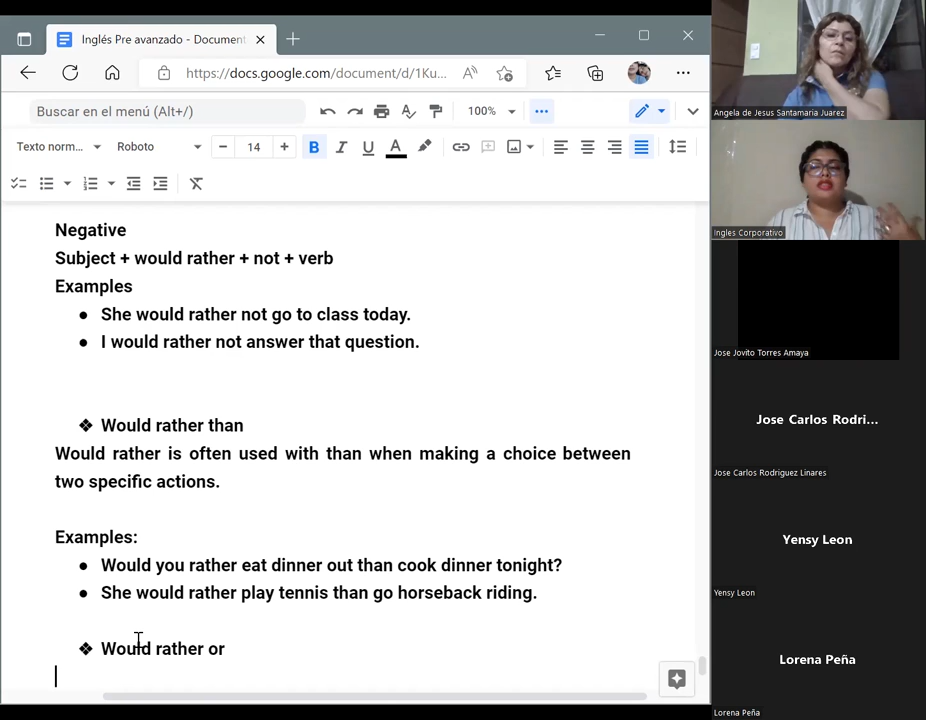 Inglés Pre avanzado - Document
https://docs.google.com/document/d/1Ku...
Buscar en el menú (Alt+/)
100%
Texto norm...
Roboto
14
Negative
Subject + would rather + not + verb
Examples
● She would rather not go to class today.
● I would rather not answer that question.
❖ Would rather than
Would rather is often used with than when making a choice between
two specific actions.
Examples:
● Would you rather eat dinner out than cook dinner tonight?
● She would rather play tennis than go horseback riding.
❖ Would rather or
Angela de Jesus Santamaria Juarez
Ingles Corporativo
Jose Jovito Torres Amaya
Jose Carlos Rodri...
Jose Carlos Rodriguez Linares
Yensy Leon
Yensy Leon
Lorena Peña
Lorena Peña